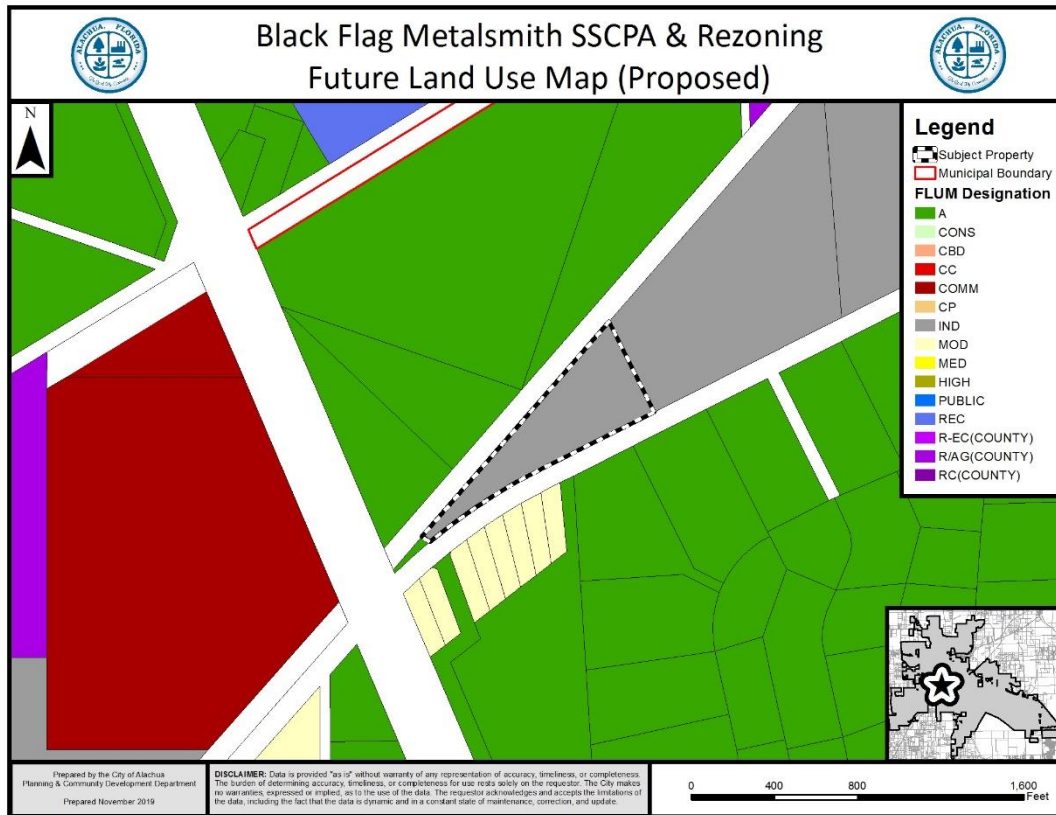 ALACHUA, FLORIDA
Black Flag Metalsmith SSCPA & Rezoning
Future Land Use Map (Proposed)
ALACHUA, FLORIDA
N
Legend
Subject Property
Municipal Boundary
FLUM Designation
A
CONS
CBD
CC
COMM
CP
IND
MOD
MED
HIGH
PUBLIC
REC
R-EC(COUNTY)
R/AG(COUNTY)
RC(COUNTY)
Prepared by the City of Alachua
Planning & Community Development Department
Prepared November 2019
DISCLAIMER: Data is provided "as is" without warranty of any representation of accuracy, timeliness, or completeness.
The burden of determining accuracy, timeliness, or completeness for use rests solely on the requestor. The City makes
no warranties, expressed or implied, as to the use of the data. The requestor acknowledges and accepts the limitations of
the data, including the fact that the data is dynamic and in a constant state of maintenance, correction, and update.
0 400 800 1,600
Feet